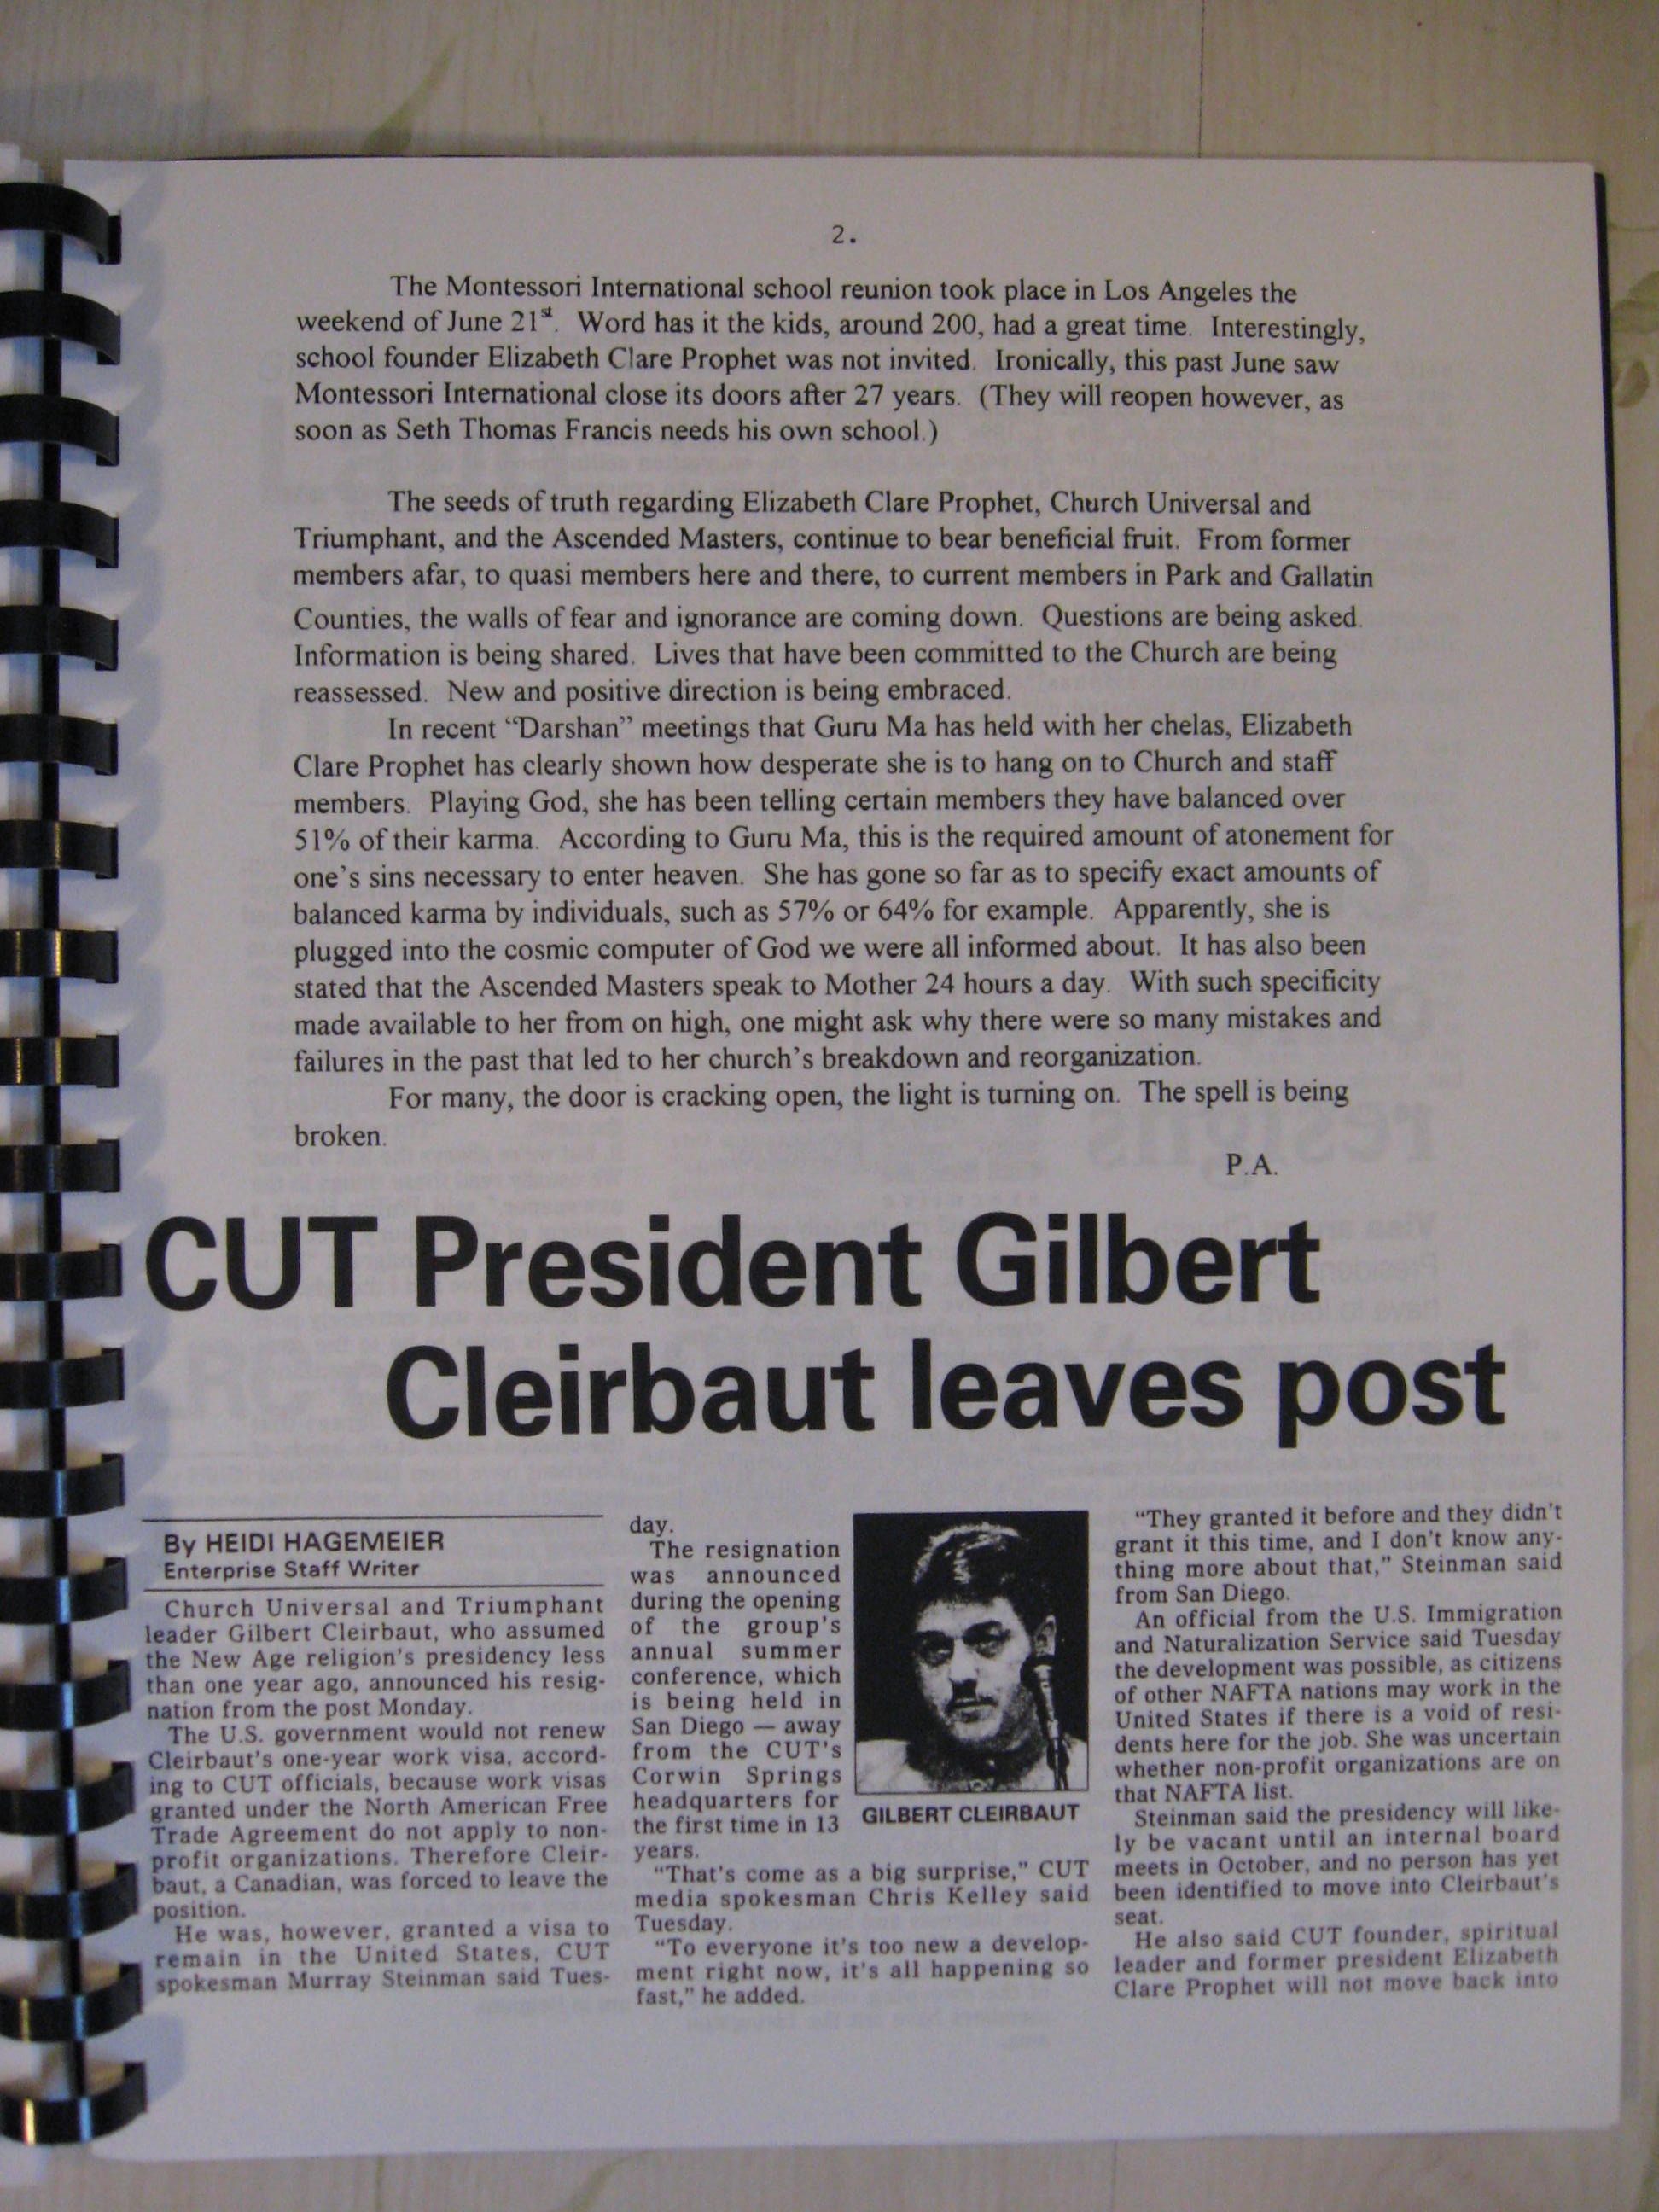 2.
The Montessori International school reunion took place in Los Angeles the
weekend of June 21st. Word has it the kids, around 200, had a great time. Interestingly,
school founder Elizabeth Clare Prophet was not invited. Ironically, this past June saw
Montessori International close its doors after 27 years. (They will reopen however, as
soon as Seth Thomas Francis needs his own school.)
The seeds of truth regarding Elizabeth Clare Prophet, Church Universal and
Triumphant, and the Ascended Masters, continue to bear beneficial fruit. From former
members afar, to quasi members here and there, to current members in Park and Gallatin
Counties, the walls of fear and ignorance are coming down. Questions are being asked.
Information is being shared. Lives that have been committed to the Church are being
reassessed. New and positive direction is being embraced.
In recent “Darshan” meetings that Guru Ma has held with her chelas, Elizabeth
Clare Prophet has clearly shown how desperate she is to hang on to Church and staff
members. Playing God, she has been telling certain members they have balanced over
51% of their karma. According to Guru Ma, this is the required amount of atonement for
one’s sins necessary to enter heaven. She has gone so far as to specify exact amounts of
balanced karma by individuals, such as 57% or 64% for example. Apparently, she is
plugged into the cosmic computer of God we were all informed about. It has also been
stated that the Ascended Masters speak to Mother 24 hours a day. With such specificity
made available to her from on high, one might ask why there were so many mistakes and
failures in the past that led to her church’s breakdown and reorganization.
For many, the door is cracking open, the light is turning on. The spell is being
broken.
P.A.
CUT President Gilbert
Cleirbaut leaves post
By HEIDI HAGEMEIER
Enterprise Staff Writer
Church Universal and Triumphant
leader Gilbert Cleirbaut, who assumed
the New Age religion's presidency less
than one year ago, announced his resig-
nation from the post Monday.
The U.S. government would not renew
Cleirbaut's one-year work visa, accord-
ing to CUT officials, because work visas
granted under the North American Free
Trade Agreement do not apply to non-
profit organizations. Therefore Cleir-
baut, a Canadian, was forced to leave the
position.
He was, however, granted a visa to
remain in the United States, CUT
spokesman Murray Steinman said Tues-
day.
The resignation
was announced
during the opening
of the group's
annual summer
conference, which
is being held in
San Diego — away
from the CUT's
Corwin Springs
headquarters for
the first time in 13
years.
"That's come as a big surprise," CUT
media spokesman Chris Kelley said
Tuesday.
"To everyone it's too new a develop-
ment right now, it's all happening so
fast," he added.
GILBERT CLEIRBAUT
"They granted it before and they didn't
grant it this time, and I don't know any-
thing more about that," Steinman said
from San Diego.
An official from the U.S. Immigration
and Naturalization Service said Tuesday
the development was possible, as citizens
of other NAFTA nations may work in the
United States if there is a void of resi-
dents here for the job. She was uncertain
whether non-profit organizations are on
that NAFTA list.
Steinman said the presidency will like-
ly be vacant until an internal board
meets in October, and no person has yet
been identified to move into Cleirbaut's
seat.
He also said CUT founder, spiritual
leader and former president Elizabeth
Clare Prophet will not move back into